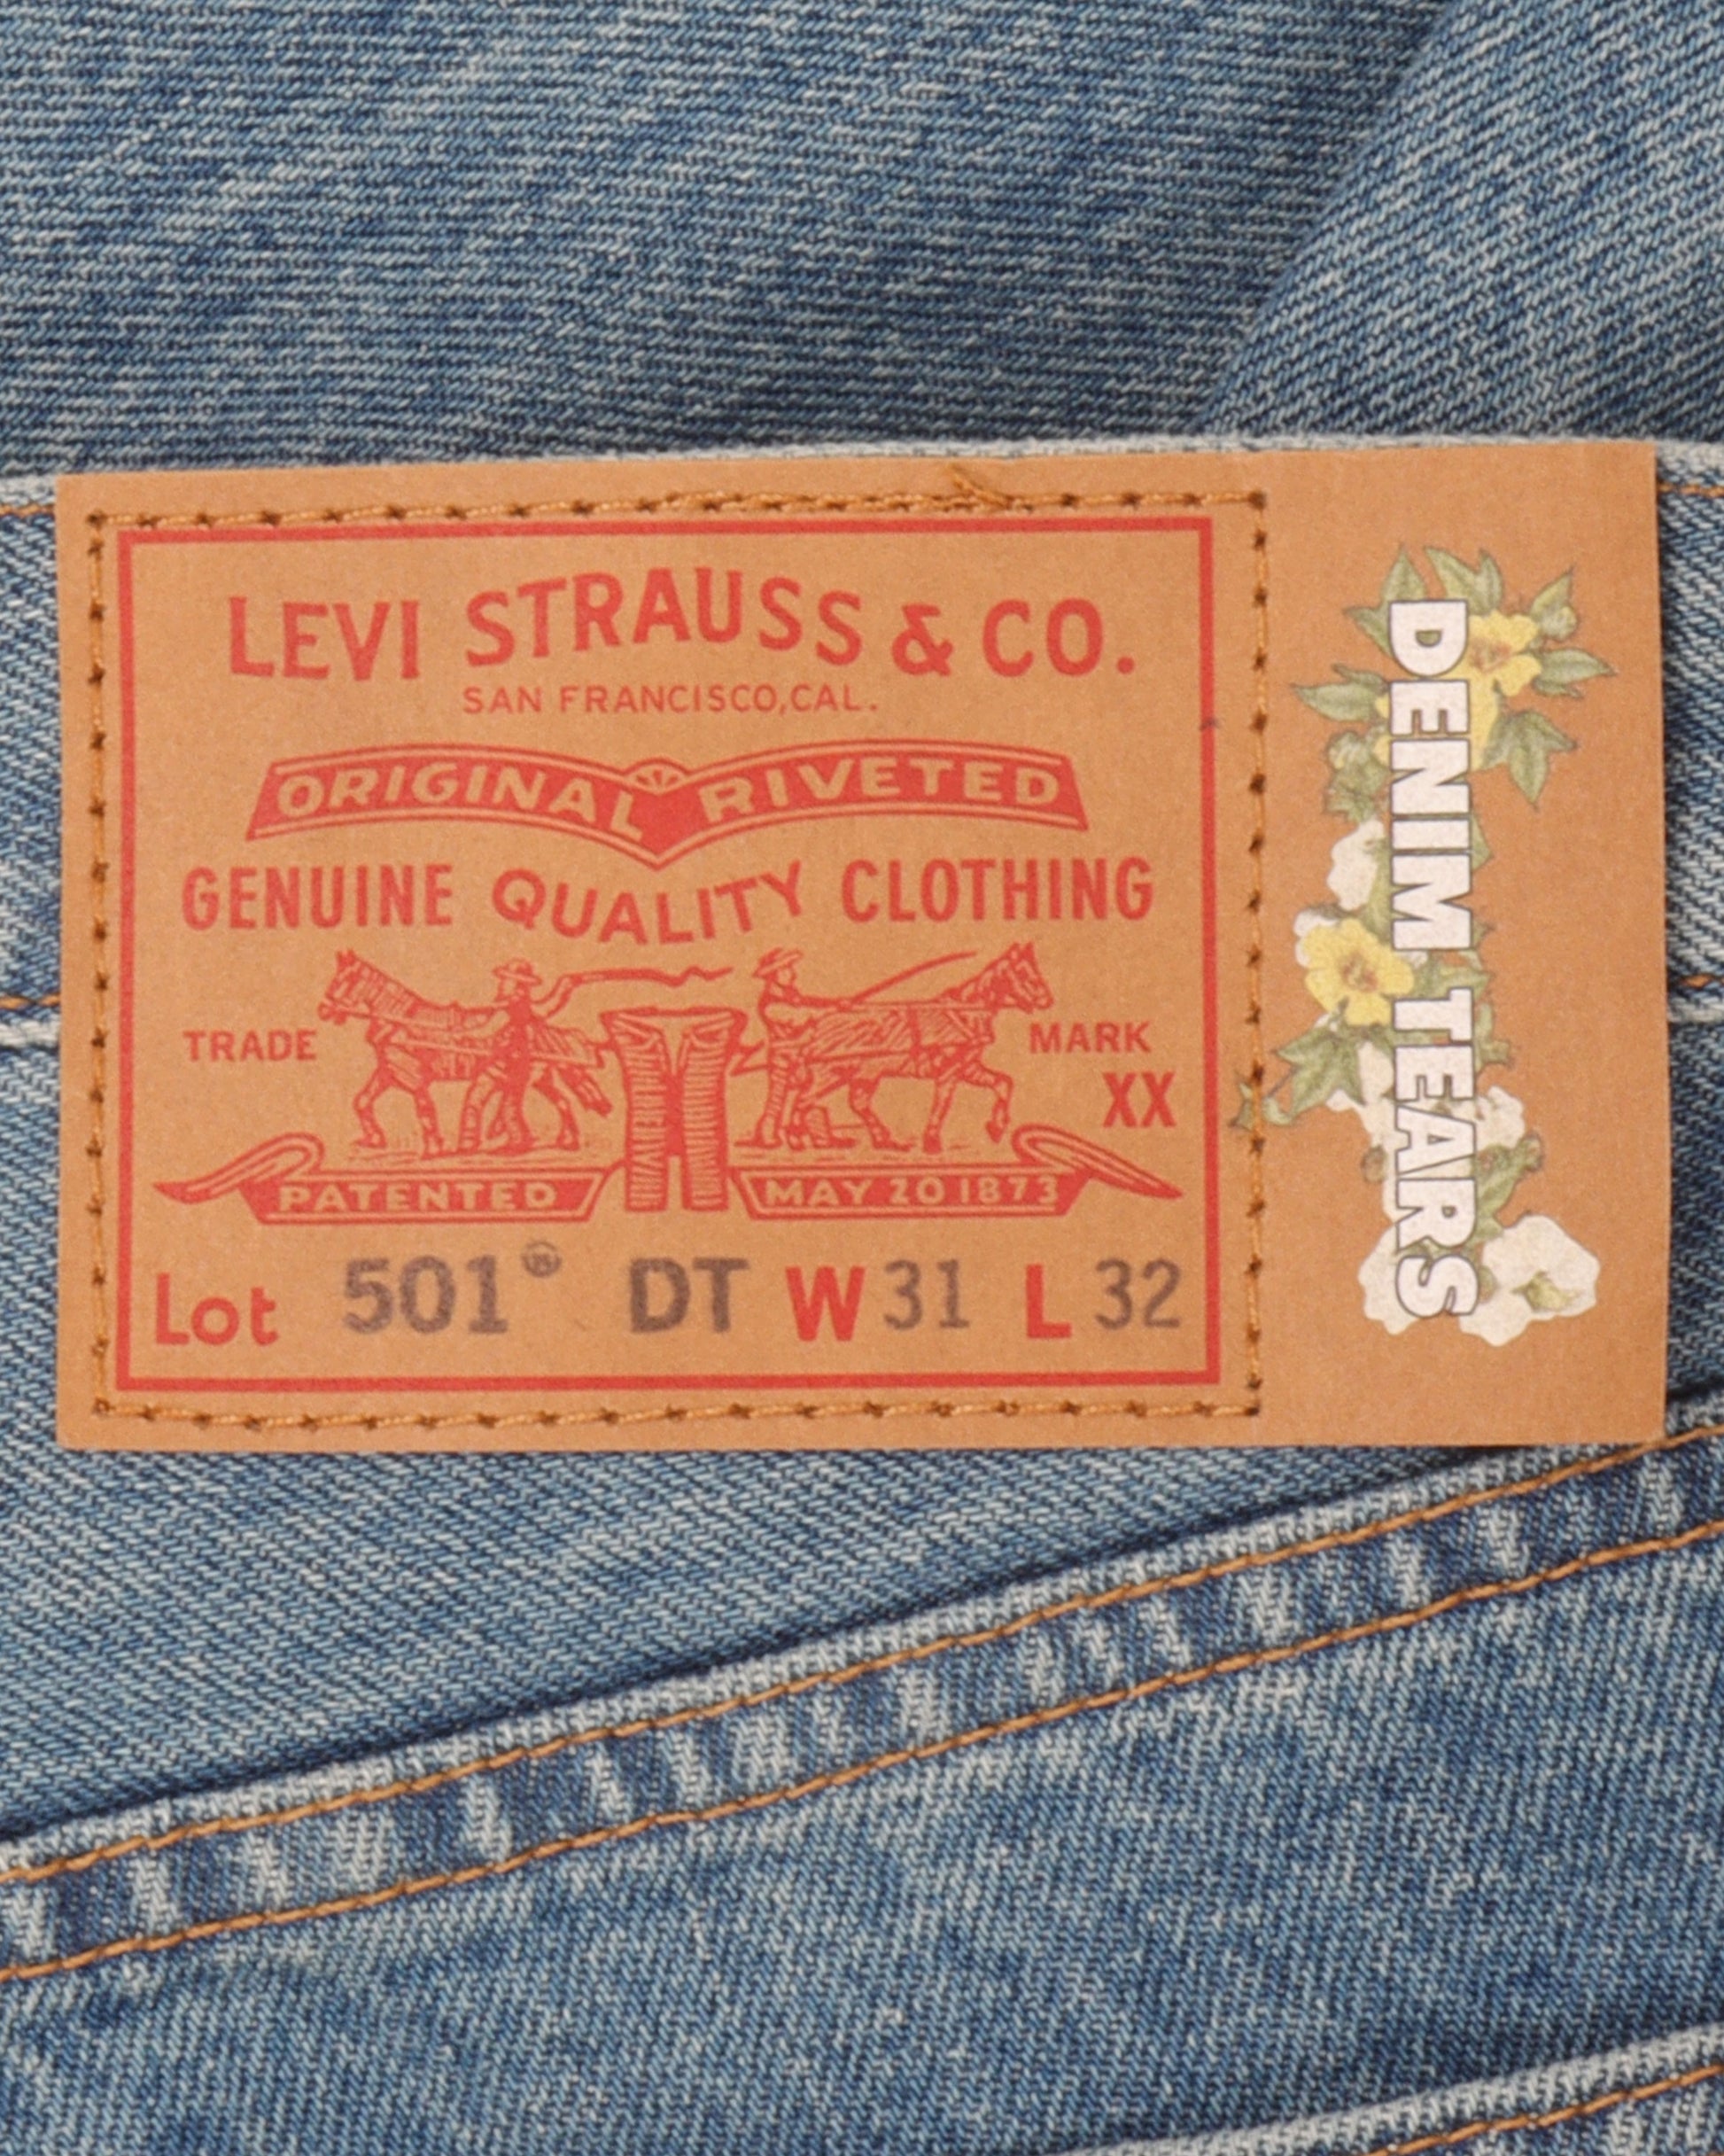 LEVI STRAUSS & CO.
SAN FRANCISCO, CAL.
ORIGINAL RIVETED
GENUINE QUALITY CLOTHING
TRADE MARK
XX
PATENTED MAY 20 1873
Lot 501® DT W 31 L 32
DENIM TEARS